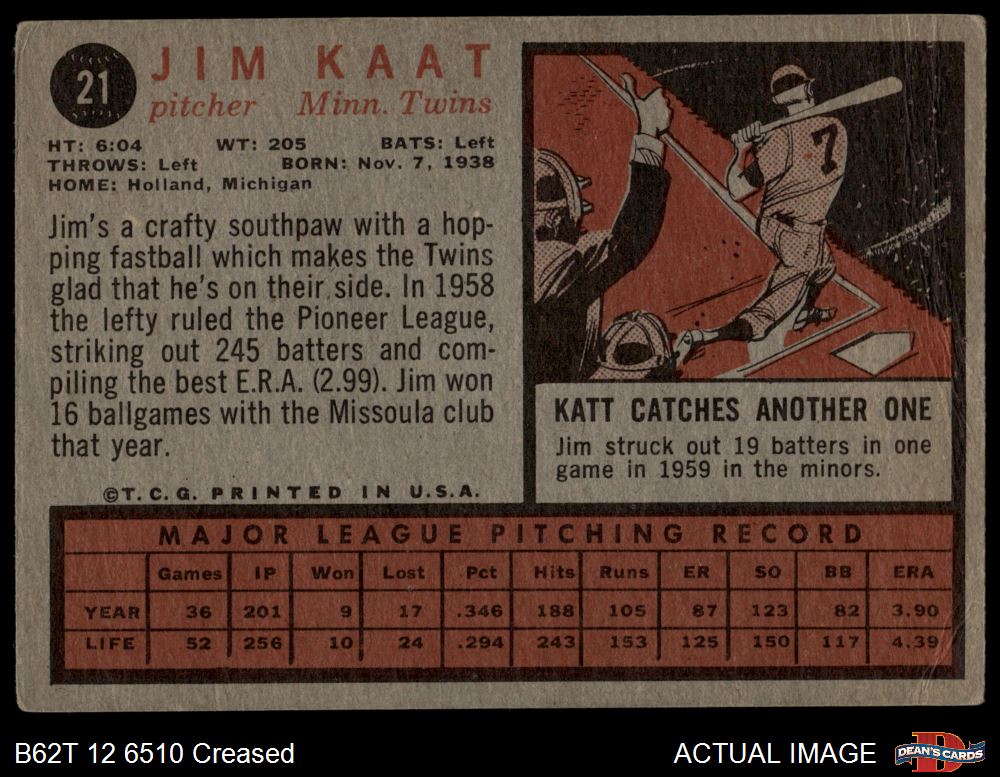 21
JIM KAAT
pitcher Minn. Twins
HT: 6:04 WT: 205 BATS: Left
THROWS: Left BORN: Nov. 7, 1938
HOME: Holland, Michigan
Jim's a crafty southpaw with a hop-
ping fastball which makes the Twins
glad that he's on their side. In 1958
the lefty ruled the Pioneer League,
striking out 245 batters and com-
piling the best E.R.A. (2.99). Jim won
16 ballgames with the Missoula club
that year.
©T. C. G. PRINTED IN U.S.A.
7
KATT CATCHES ANOTHER ONE
Jim struck out 19 batters in one
game in 1959 in the minors.
MAJOR LEAGUE PITCHING RECORD
Games IP Won Lost Pct Hits Runs ER SO BB ERA
YEAR 36 201 9 17 .346 188 105 87 123 82 3.90
LIFE 52 256 10 24 .294 243 153 125 150 117 4.39
B62T 12 6510 Creased
ACTUAL IMAGE
D
DEAN'S CARDS